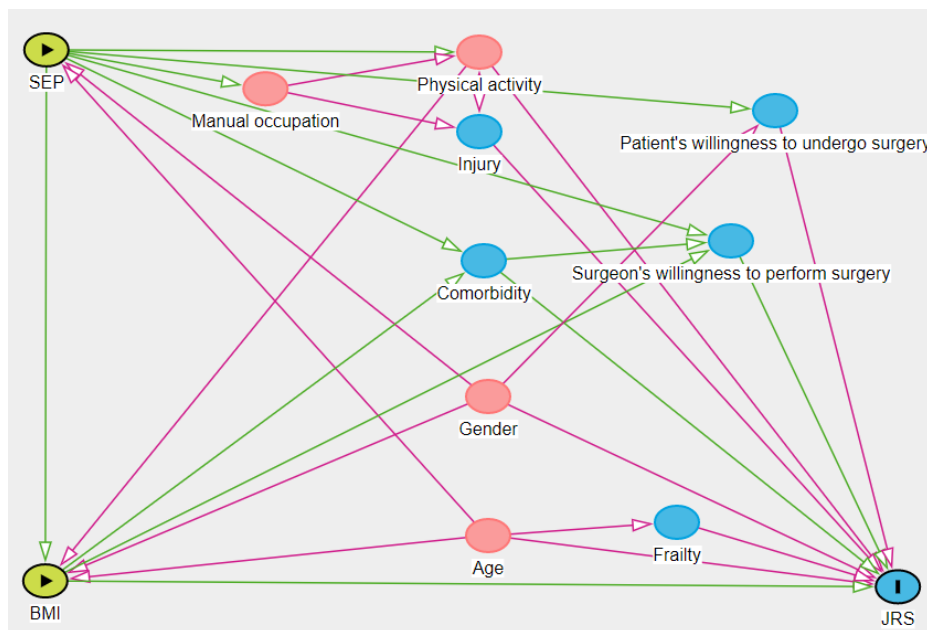 SEP
Physical activity
Manual occupation
Patient's willingness to undergo surgery
Injury
Surgeon's willingness to perform surgery
Comorbidity
Gender
Age
Frailty
BMI
JRS